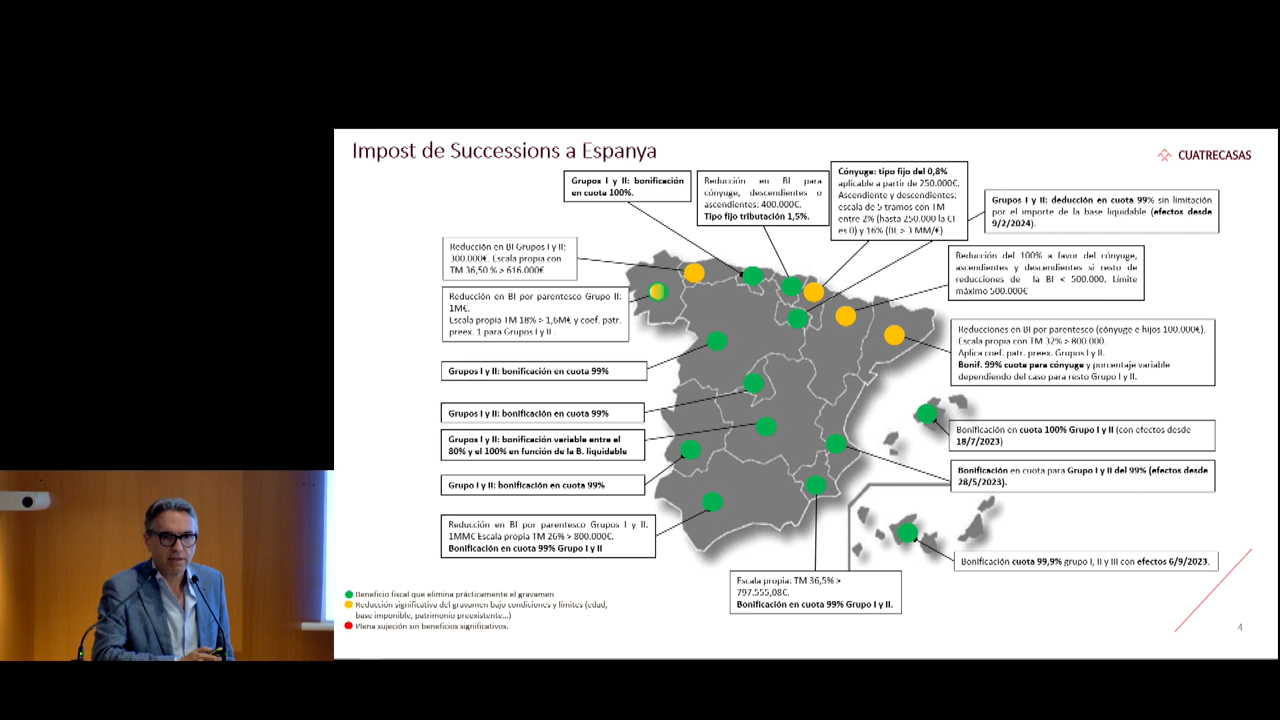 Impost de Successions a Espanya
CUATRECASAS
Grupos I y II: bonificación
en cuota 100%.
Reducción en BI para
cónyuge, descendientes o
ascendientes: 400.000€.
Tipo fijo tributación 1,5%.
Cónyuge: tipo fijo del 0,8%
aplicable a partir de 250.000€.
Ascendiente y descendientes:
escala de 5 tramos con TM
entre 2% (hasta 250.000 la CI
es 0) y 16% (BL > 3 MM/€)
Grupos I y II: deducción en cuota 99% sin limitación
por el importe de la base liquidable (efectos desde
9/2/2024).
Reducción en BI Grupos I y II:
300.000€. Escala propia con
TM 36,50 % > 616.000€
Reducción del 100% a favor del cónyuge,
ascendientes y descendientes si resto de
reducciones de la BI < 500.000. Límite
máximo 500.000€
Reducción en BI por parentesco Grupo II:
1M€.
Escala propia TM 18% > 1,6M€ y coef. patr.
preex. 1 para Grupos I y II .
Reducciones en BI por parentesco (cónyuge e hijos 100.000€).
Escala propia con TM 32% > 800.000.
Aplica coef. patr. preex. Grupos I y II.
Bonif. 99% cuota para cónyuge y porcentaje variable
dependiendo del caso para resto Grupo I y II.
Grupos I y II: bonificación en cuota 99%
Grupos I y II: bonificación en cuota 99%
Grupos I y II: bonificación variable entre el
80% y el 100% en función de la B. liquidable
Bonificación en cuota 100% Grupo I y II (con efectos desde
18/7/2023)
Bonificación en cuota para Grupo I y II del 99% (efectos desde
28/5/2023).
Grupo I y II: bonificación en cuota 99%
Reducción en BI por parentesco Grupos I y II:
1MM€ Escala propia TM 26% > 800.000€.
Bonificación en cuota 99% Grupo I y II
Bonificación cuota 99,9% grupo I, II y III con efectos 6/9/2023.
Escala propia: TM 36,5% >
797.555,08€.
Bonificación en cuota 99% Grupo I y II.
Beneficio fiscal que elimina prácticamente el gravamen
Reducción significativa del gravamen bajo condiciones y límites (edad,
base imponible, patrimonio preexistente...)
Plena sujeción sin beneficios significativos.
4